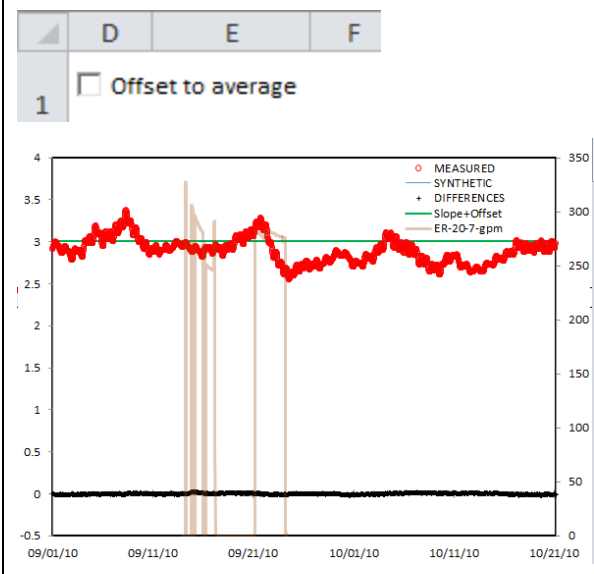 D E F
1 Offset to average
4 350
MEASURED
SYNTHETIC
3.5 DIFFERENCES 300
Slope+Offset
ER-20-7-gpm
3 250
2.5
2 200
1.5 150
1 100
0.5
0 50
-0.5 0
09/01/10 09/11/10 09/21/10 10/01/10 10/11/10 10/21/10